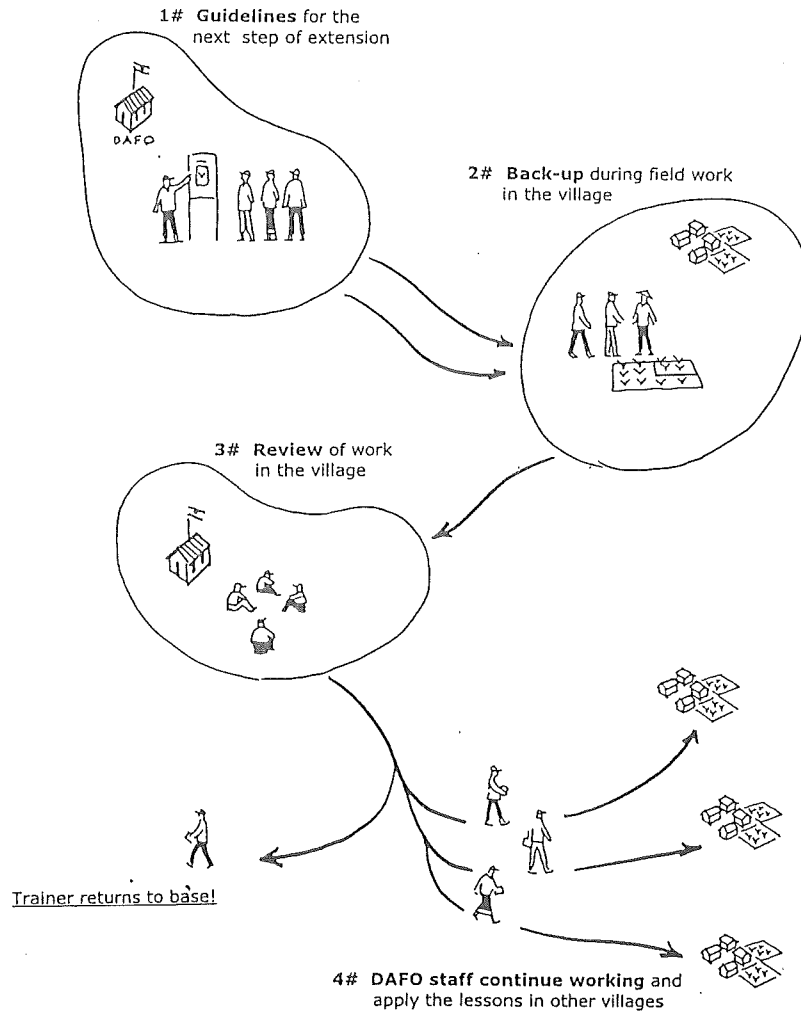 1# Guidelines for the
next step of extension
DAFO
2# Back-up during field work
in the village
3# Review of work
in the village
Trainer returns to base!
4# DAFO staff continue working and
apply the lessons in other villages